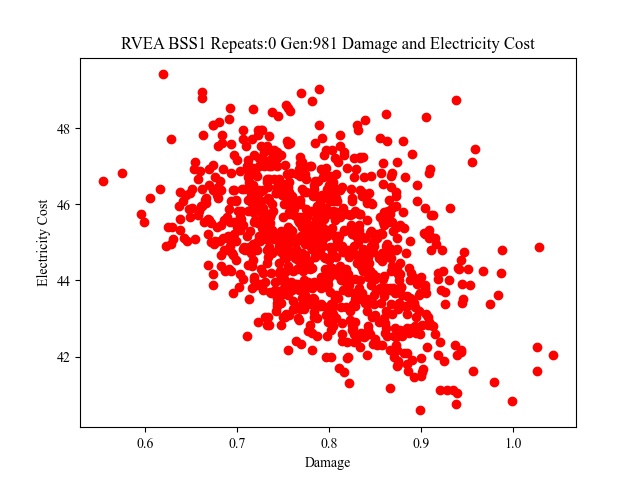 RVEA BSS1 Repeats:0 Gen:981 Damage and Electricity Cost
48
46
44
42
Electricity Cost
0.6 0.7 0.8 0.9 1.0
Damage